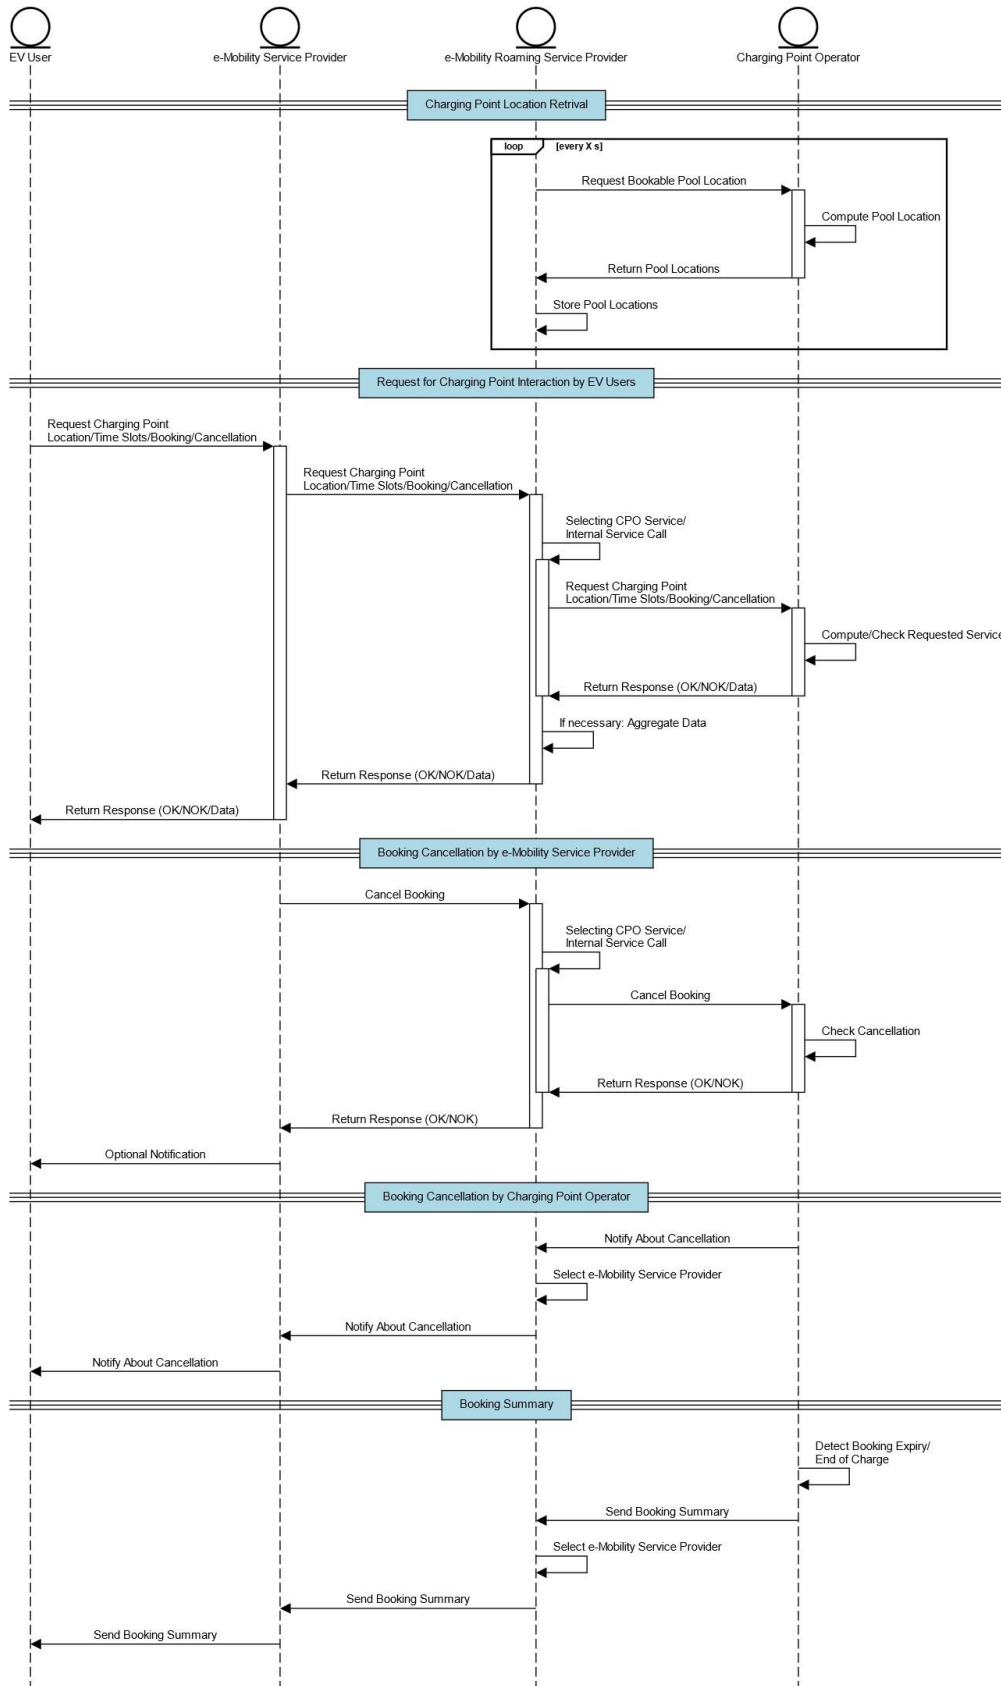 EV User
e-Mobility Service Provider
e-Mobility Roaming Service Provider
Charging Point Operator
Charging Point Location Retrival
loop
[every X s]
Request Bookable Pool Location
Compute Pool Location
Return Pool Locations
Store Pool Locations
Request for Charging Point Interaction by EV Users
Request Charging Point
Location/Time Slots/Booking/Cancellation
Request Charging Point
Location/Time Slots/Booking/Cancellation
Selecting CPO Service/
Internal Service Call
Request Charging Point
Location/Time Slots/Booking/Cancellation
Compute/Check Requested Service
Return Response (OK/NOK/Data)
If necessary: Aggregate Data
Return Response (OK/NOK/Data)
Return Response (OK/NOK/Data)
Booking Cancellation by e-Mobility Service Provider
Cancel Booking
Selecting CPO Service/
Internal Service Call
Cancel Booking
Check Cancellation
Return Response (OK/NOK)
Return Response (OK/NOK)
Optional Notification
Booking Cancellation by Charging Point Operator
Notify About Cancellation
Select e-Mobility Service Provider
Notify About Cancellation
Notify About Cancellation
Booking Summary
Detect Booking Expiry/
End of Charge
Send Booking Summary
Select e-Mobility Service Provider
Send Booking Summary
Send Booking Summary